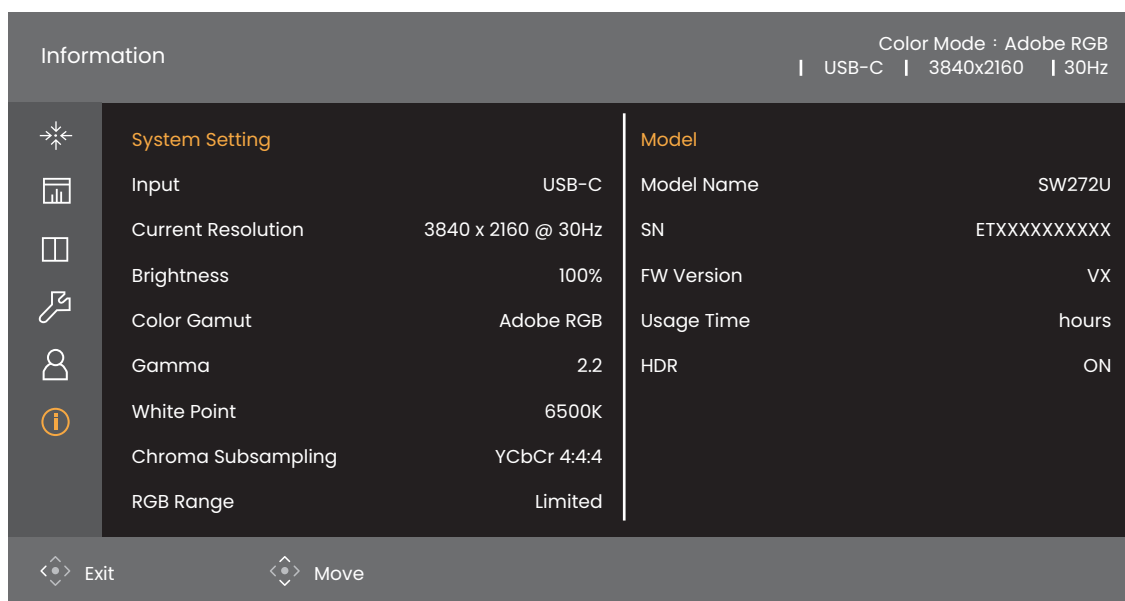 Information
Color Mode：Adobe RGB
| USB-C | 3840x2160 | 30Hz
System Setting
Input USB-C
Current Resolution 3840 x 2160 @ 30Hz
Brightness 100%
Color Gamut Adobe RGB
Gamma 2.2
White Point 6500K
Chroma Subsampling YCbCr 4:4:4
RGB Range Limited
Model
Model Name SW272U
SN ETXXXXXXXXXX
FW Version VX
Usage Time hours
HDR ON
Exit Move